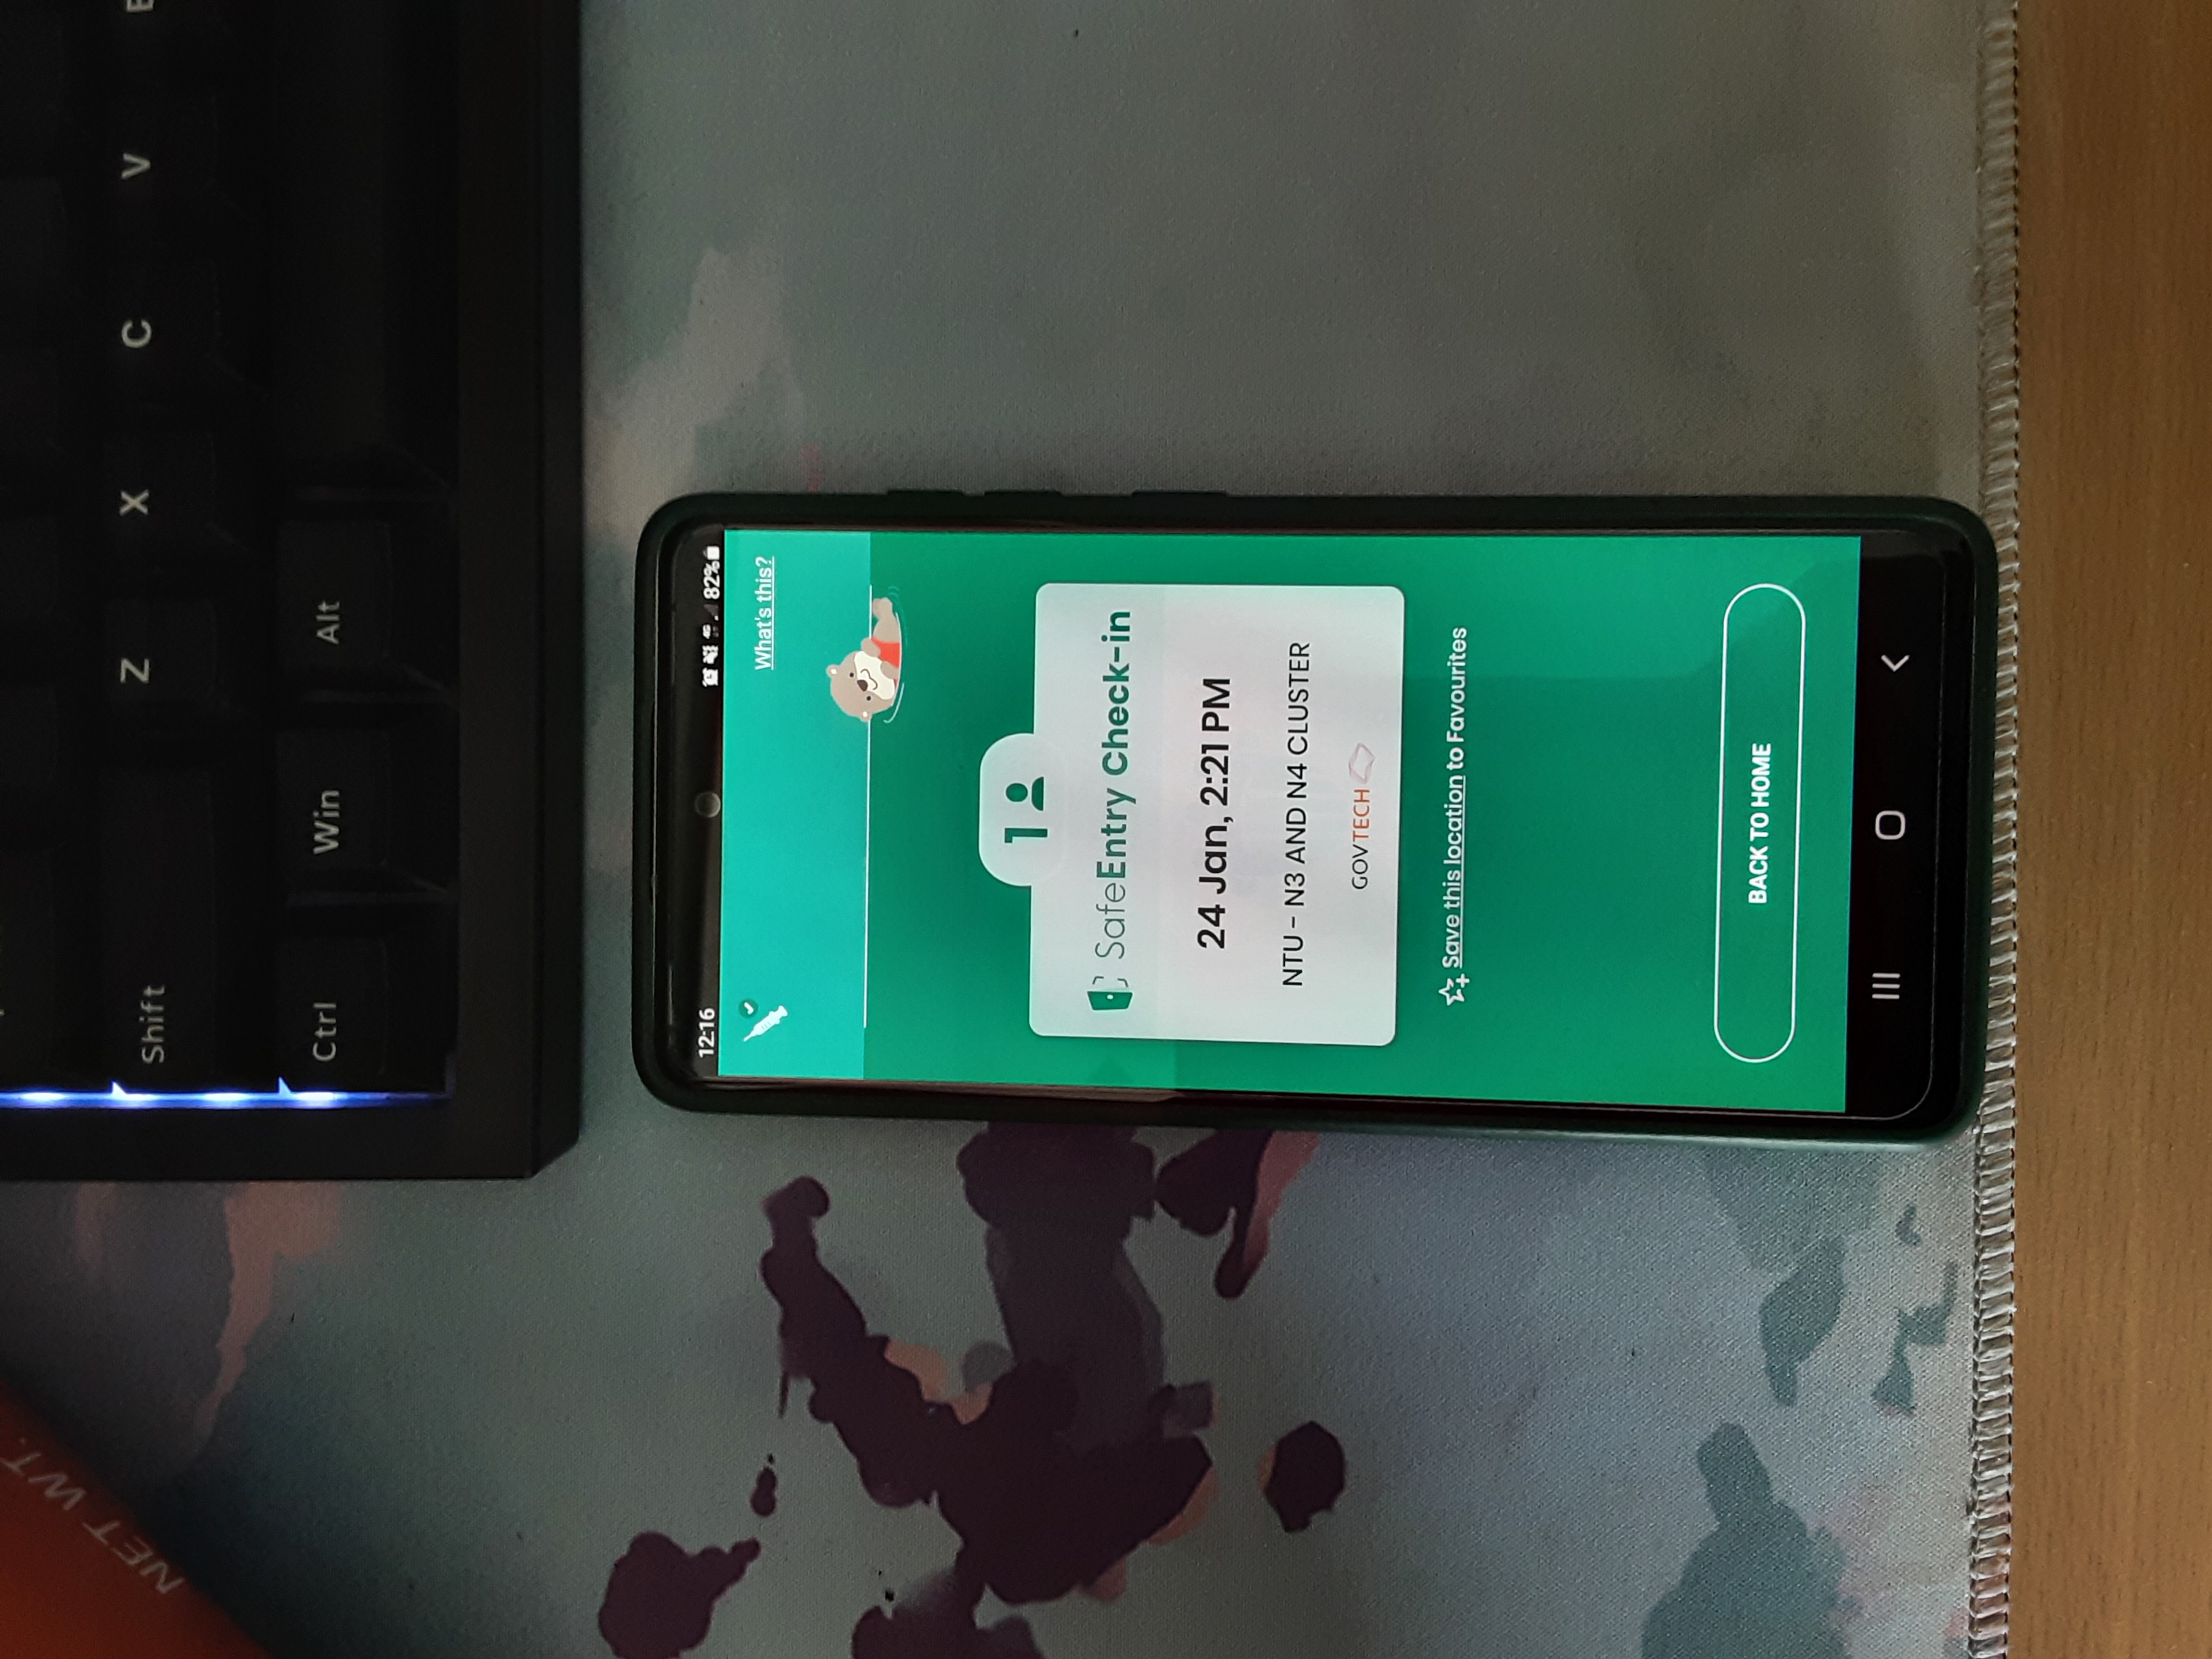 NET WT.
Shift Z X C V
Ctrl Win Alt
12:16 4G 82%
What's this?
1
SafeEntry Check-in
24 Jan, 2:21 PM
NTU - N3 AND N4 CLUSTER
GOVTECH
Save this location to Favourites
BACK TO HOME